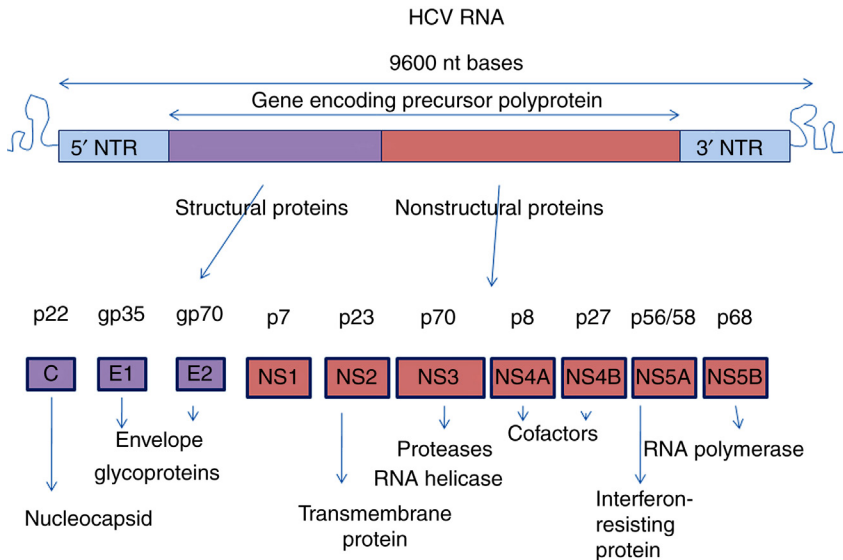 HCV RNA
9600 nt bases
Gene encoding precursor polyprotein
5′ NTR
3′ NTR
Structural proteins
Nonstructural proteins
p22 gp35 gp70 p7 p23 p70 p8 p27 p56/58 p68
C E1 E2 NS1 NS2 NS3 NS4A NS4B NS5A NS5B
Envelope
glycoproteins
Nucleocapsid
Transmembrane
protein
Proteases
RNA helicase
Cofactors
Interferon-
resisting
protein
RNA polymerase